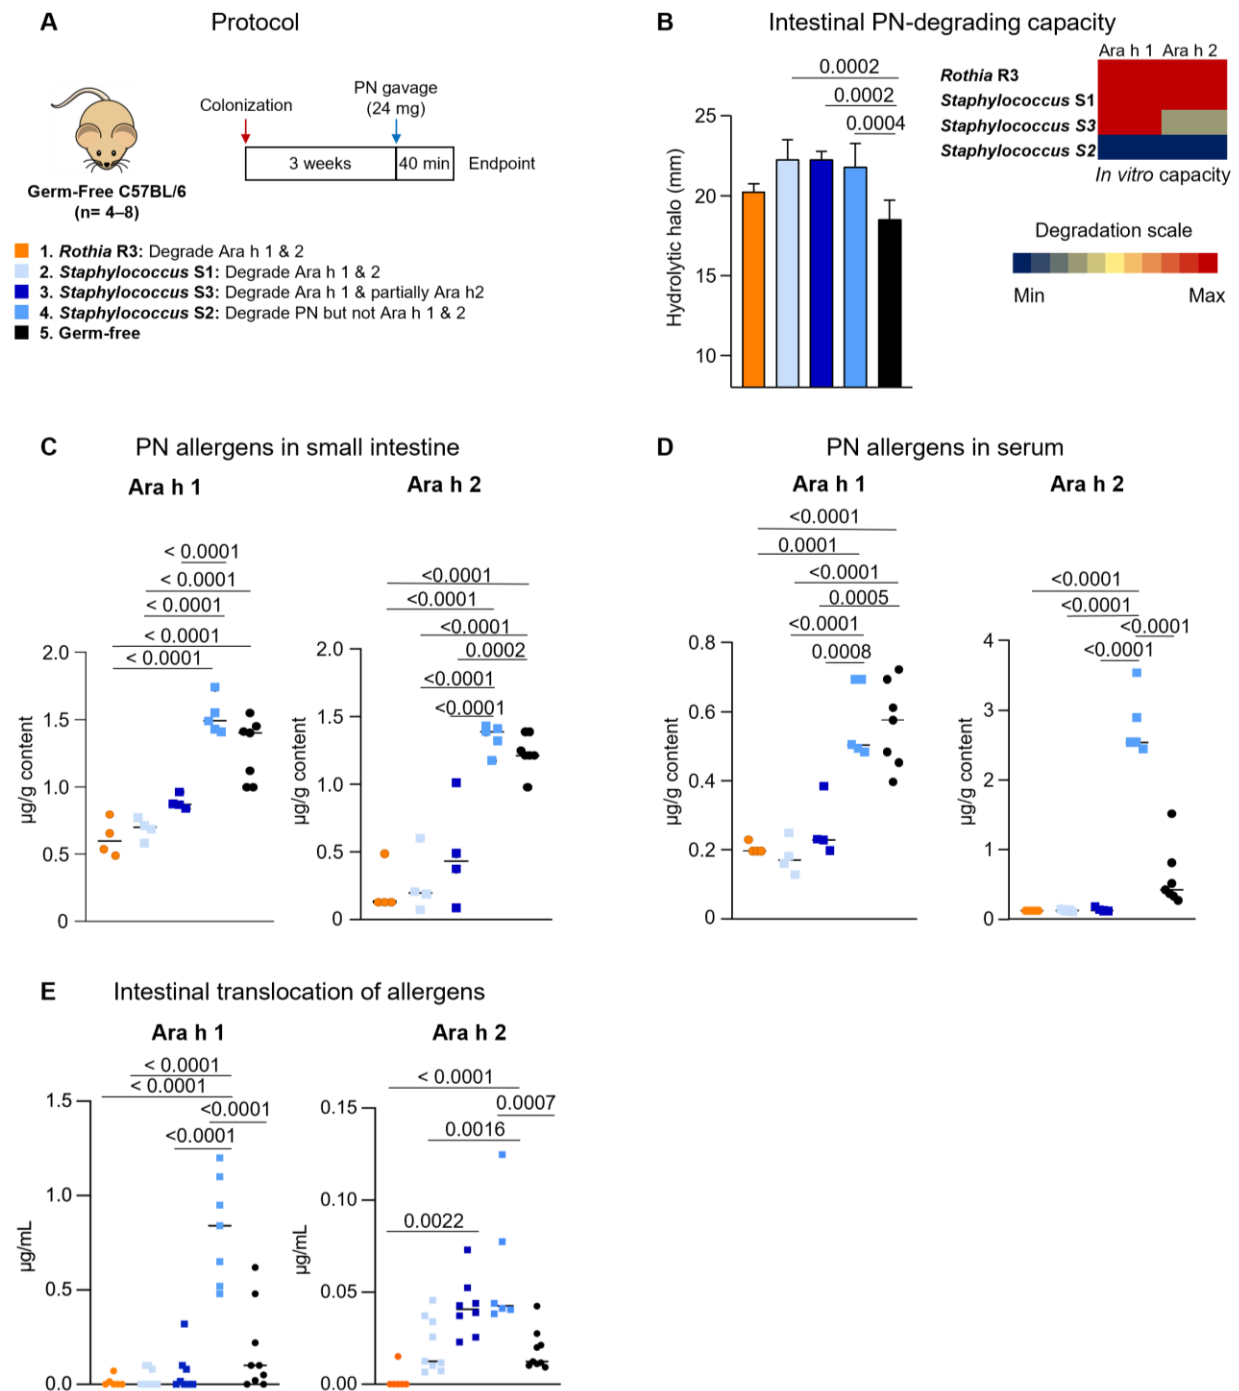 A Protocol
Colonization
PN gavage
(24 mg)
3 weeks
40 min
Endpoint
Germ-Free C57BL/6
(n= 4–8)
1. Rothia R3: Degrade Ara h 1 & 2
2. Staphylococcus S1: Degrade Ara h 1 & 2
3. Staphylococcus S3: Degrade Ara h 1 & partially Ara h2
4. Staphylococcus S2: Degrade PN but not Ara h 1 & 2
5. Germ-free
B Intestinal PN-degrading capacity
0.0002
0.0002
0.0004
25
20
15
10
Hydrolytic halo (mm)
Ara h 1 Ara h 2
Rothia R3
Staphylococcus S1
Staphylococcus S3
Staphylococcus S2
In vitro capacity
Degradation scale
Min Max
C PN allergens in small intestine
Ara h 1
< 0.0001
< 0.0001
< 0.0001
< 0.0001
< 0.0001
2.0
1.5
1.0
0.5
0
µg/g content
Ara h 2
<0.0001
<0.0001
<0.0001
0.0002
<0.0001
<0.0001
2.0
1.5
1.0
0.5
0
µg/g content
D PN allergens in serum
Ara h 1
<0.0001
0.0001
<0.0001
0.0005
<0.0001
0.0008
0.8
0.6
0.4
0.2
0
µg/g content
Ara h 2
<0.0001
<0.0001
<0.0001
<0.0001
4
3
2
1
0
µg/g content
E Intestinal translocation of allergens
Ara h 1
< 0.0001
< 0.0001
<0.0001
<0.0001
1.5
1.0
0.5
0.0
µg/mL
Ara h 2
< 0.0001
0.0007
0.0016
0.0022
0.15
0.10
0.05
0.00
µg/mL